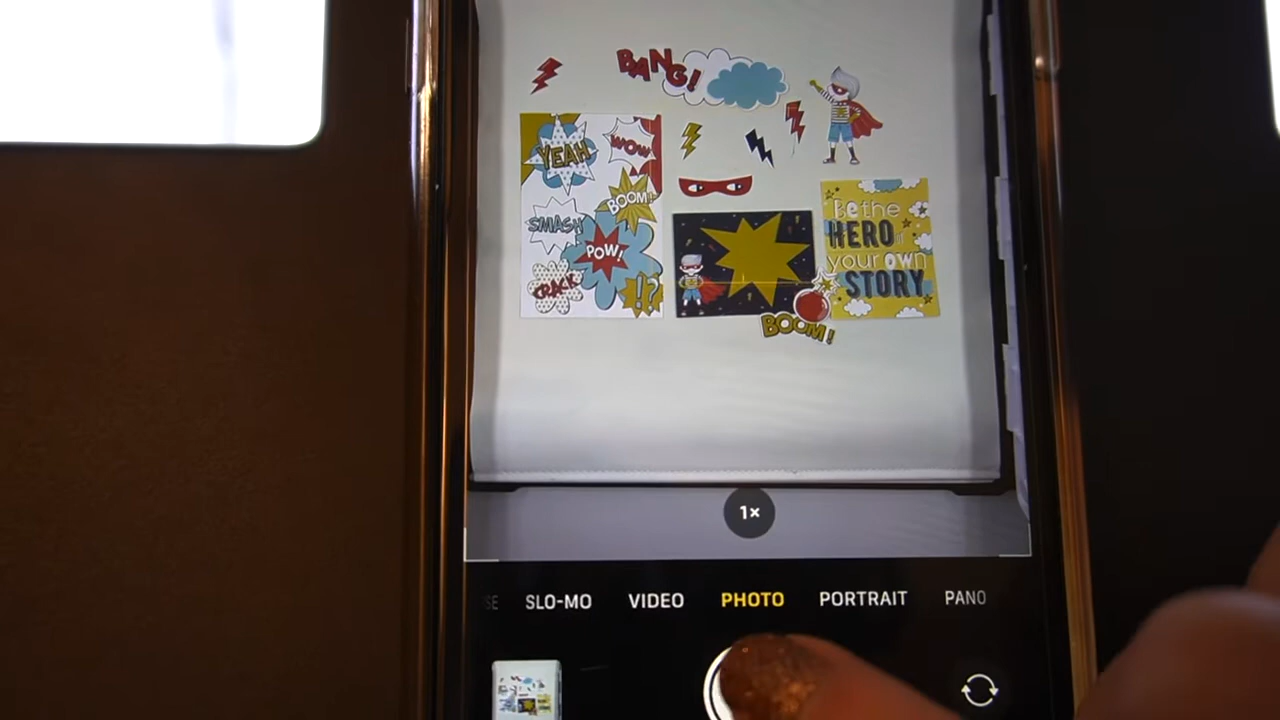 BANG!
YEAH
WOW
BOOM!
SMASH
POW!
CRACK
!?
Be the
HERO of
your own
STORY
BOOM!
1×
SLO-MO VIDEO PHOTO PORTRAIT PANO